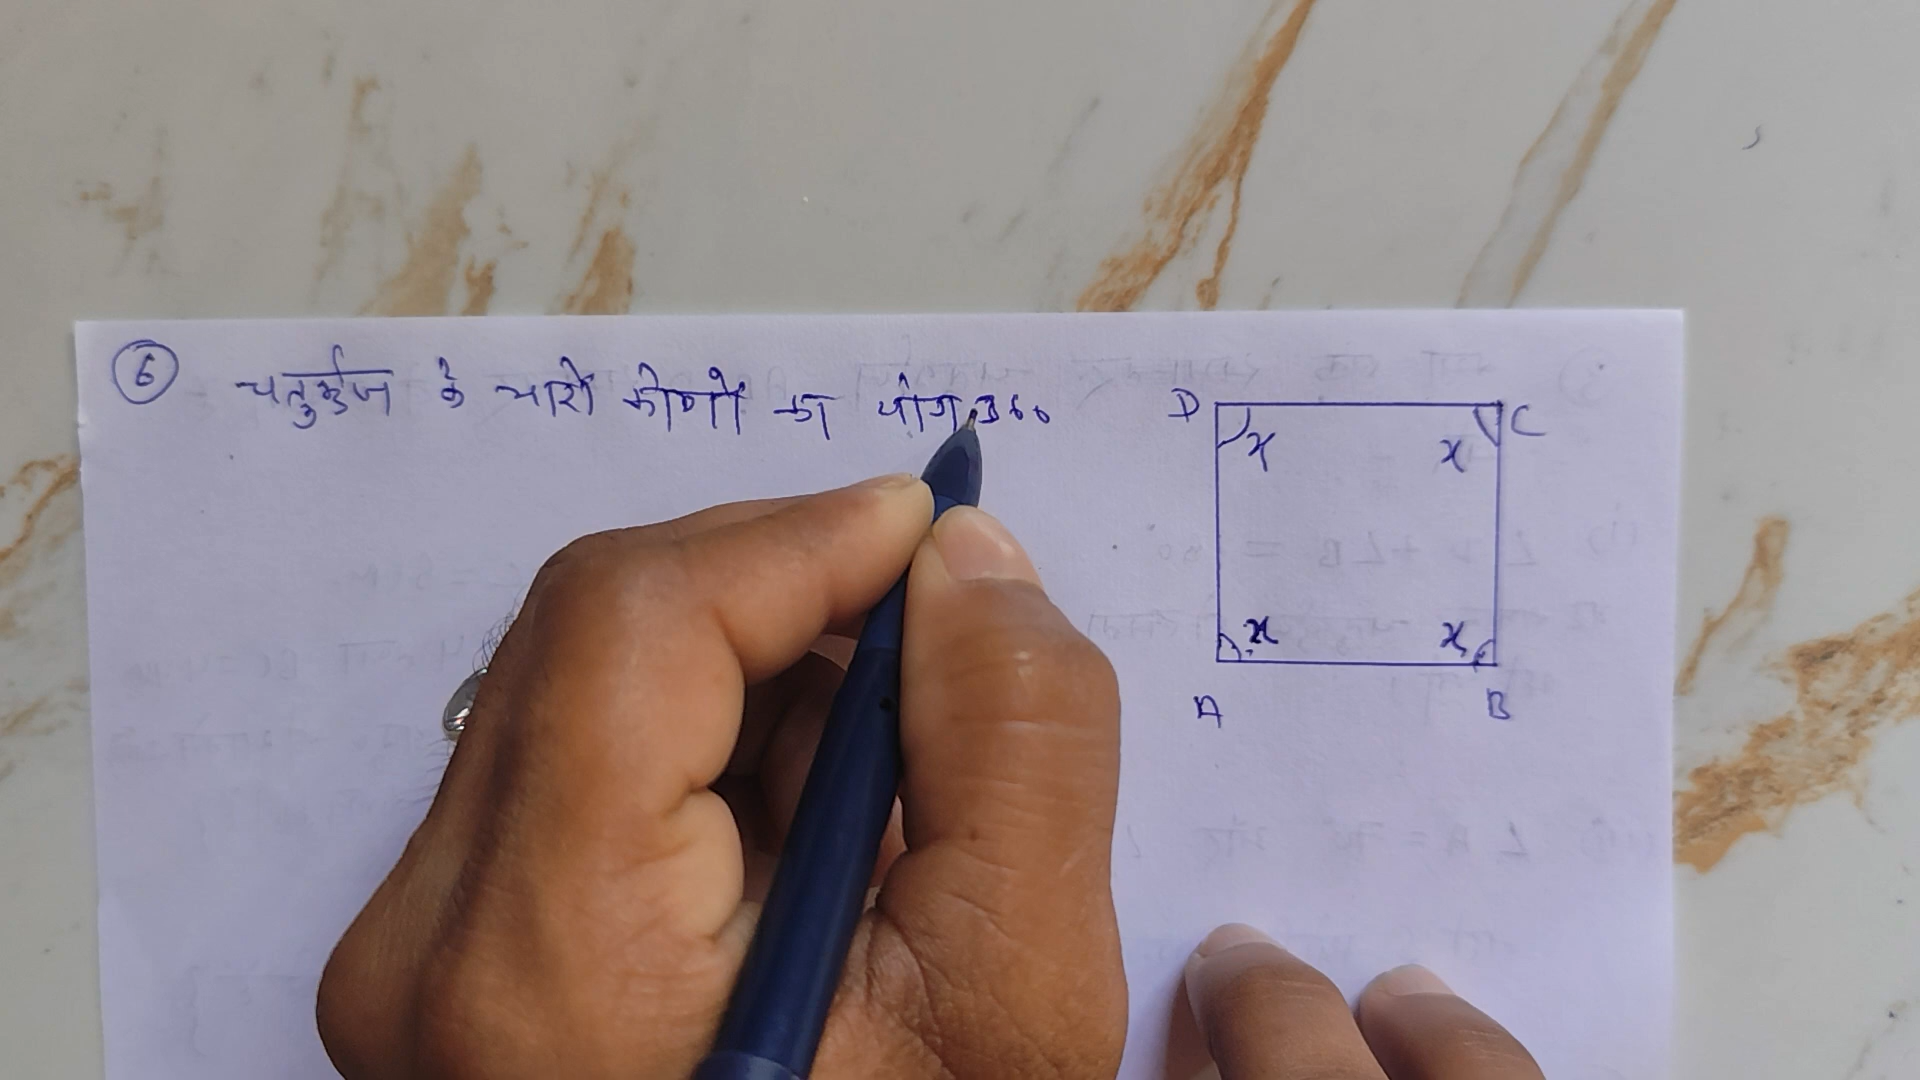 6 चतुर्भुज के चारों कोणों का योग 360
D C
x x
x x
A B